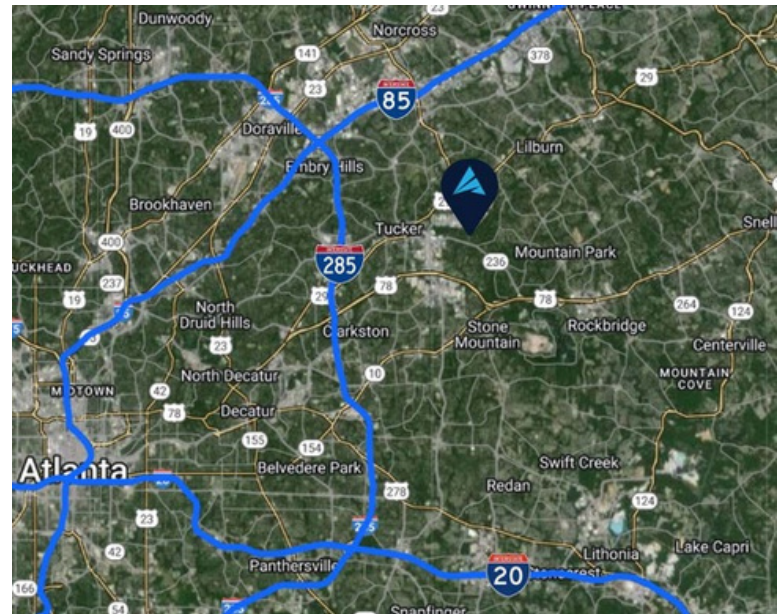 23
Dunwoody
Norcross
Sandy Springs
141
378
29
23
85
19
400
Doraville
Lilburn
Embry Hills
Brookhaven
Tucker
400
285
Mountain Park
236
237
19
78
78
29
264
124
North
Druid Hills
Clarkston
Stone
Mountain
Rockbridge
23
Centerville
North Decatur
10
MOUNTAIN
COVE
MIDTOWN
42
78
Decatur
155
154
Atlanta
Belvedere Park
Swift Creek
278
Redan
124
23
42
Panthersville
Lithonia
Lake Capri
20
166
54